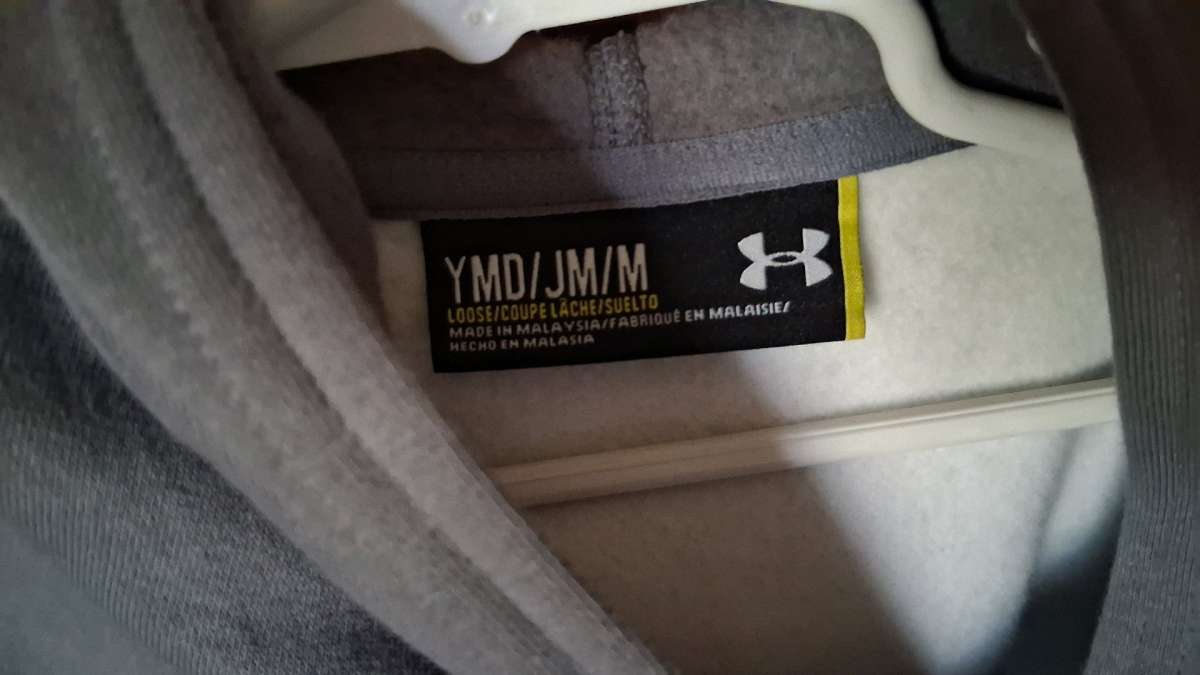 YMD/JM/M
LOOSE/COUPE LÂCHE/SUELTO
MADE IN MALAYSIA/FABRIQUÉ EN MALAISIE/
HECHO EN MALASIA